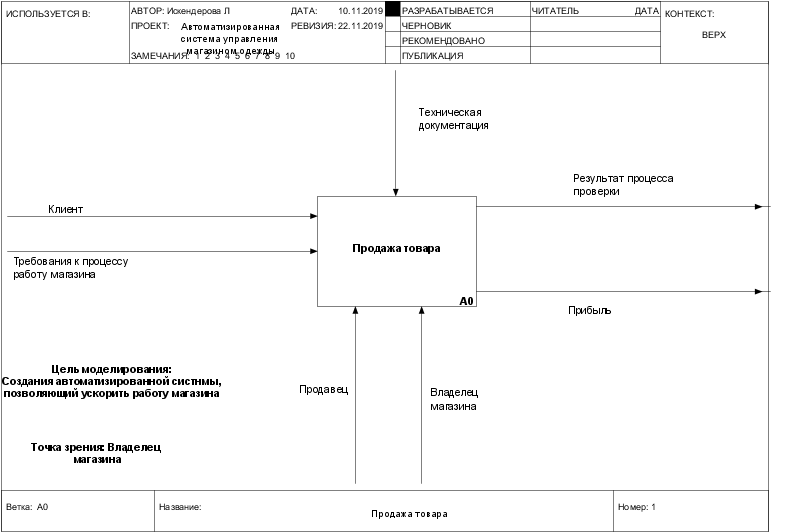 ИСПОЛЬЗУЕТСЯ В:
АВТОР: Искендерова Л
ДАТА: 10.11.2019
ПРОЕКТ: Автоматизированная
система управления
магазином одежды
РЕВИЗИЯ: 22.11.2019
ЗАМЕЧАНИЯ: 1 2 3 4 5 6 7 8 9 10
РАЗРАБАТЫВАЕТСЯ
ЧЕРНОВИК
РЕКОМЕНДОВАНО
ПУБЛИКАЦИЯ
ЧИТАТЕЛЬ ДАТА
КОНТЕКСТ:
ВЕРХ
Техническая
документация
Результат процесса
проверки
Клиент
Продажа товара
Требования к процессу
работу магазина
A0
Прибыль
Цель моделирования:
Создания автоматизированной систнмы,
позволяющий ускорить работу магазина
Продавец
Владелец
магазина
Точка зрения: Владелец
магазина
Ветка: A0
Название:
Продажа товара
Номер: 1